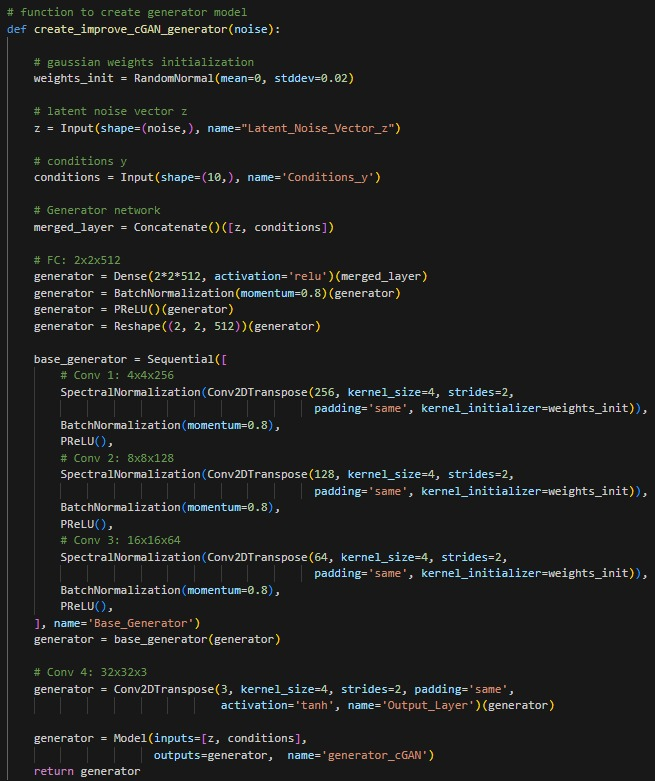 # function to create generator model
def create_improve_cGAN_generator(noise):
# gaussian weights initialization
weights_init = RandomNormal(mean=0, stddev=0.02)
# latent noise vector z
z = Input(shape=(noise,), name="Latent_Noise_Vector_z")
# conditions y
conditions = Input(shape=(10,), name='Conditions_y')
# Generator network
merged_layer = Concatenate()([z, conditions])
# FC: 2x2x512
generator = Dense(2*2*512, activation='relu')(merged_layer)
generator = BatchNormalization(momentum=0.8)(generator)
generator = PReLU()(generator)
generator = Reshape((2, 2, 512))(generator)
base_generator = Sequential([
# Conv 1: 4x4x256
SpectralNormalization(Conv2DTranspose(256, kernel_size=4, strides=2,
padding='same', kernel_initializer=weights_init)),
BatchNormalization(momentum=0.8),
PReLU(),
# Conv 2: 8x8x128
SpectralNormalization(Conv2DTranspose(128, kernel_size=4, strides=2,
padding='same', kernel_initializer=weights_init)),
BatchNormalization(momentum=0.8),
PReLU(),
# Conv 3: 16x16x64
SpectralNormalization(Conv2DTranspose(64, kernel_size=4, strides=2,
padding='same', kernel_initializer=weights_init)),
BatchNormalization(momentum=0.8),
PReLU(),
], name='Base_Generator')
generator = base_generator(generator)
# Conv 4: 32x32x3
generator = Conv2DTranspose(3, kernel_size=4, strides=2, padding='same',
activation='tanh', name='Output_Layer')(generator)
generator = Model(inputs=[z, conditions],
outputs=generator,  name='generator_cGAN')
return generator